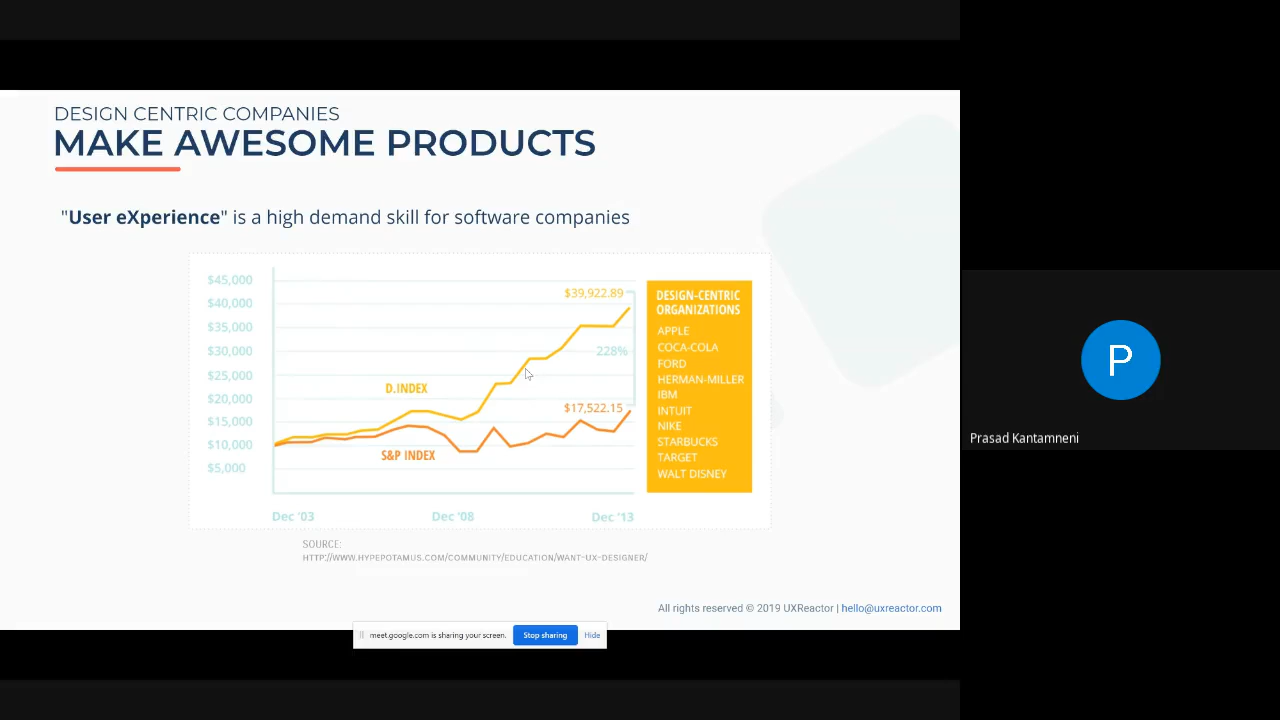 DESIGN CENTRIC COMPANIES
MAKE AWESOME PRODUCTS
"User eXperience" is a high demand skill for software companies
$45,000
$40,000
$35,000
$30,000
$25,000
$20,000
$15,000
$10,000
$5,000
$39,922.89
228%
D.INDEX
$17,522.15
S&P INDEX
Dec '03
Dec '08
Dec '13
DESIGN-CENTRIC
ORGANIZATIONS
APPLE
COCA-COLA
FORD
HERMAN-MILLER
IBM
INTUIT
NIKE
STARBUCKS
TARGET
WALT DISNEY
SOURCE:
HTTP://WWW.HYPEPOTAMUS.COM/COMMUNITY/EDUCATION/WANT-UX-DESIGNER/
All rights reserved © 2019 UXReactor | hello@uxreactor.com
meet.google.com is sharing your screen.
Stop sharing
Hide
P
Prasad Kantamneni